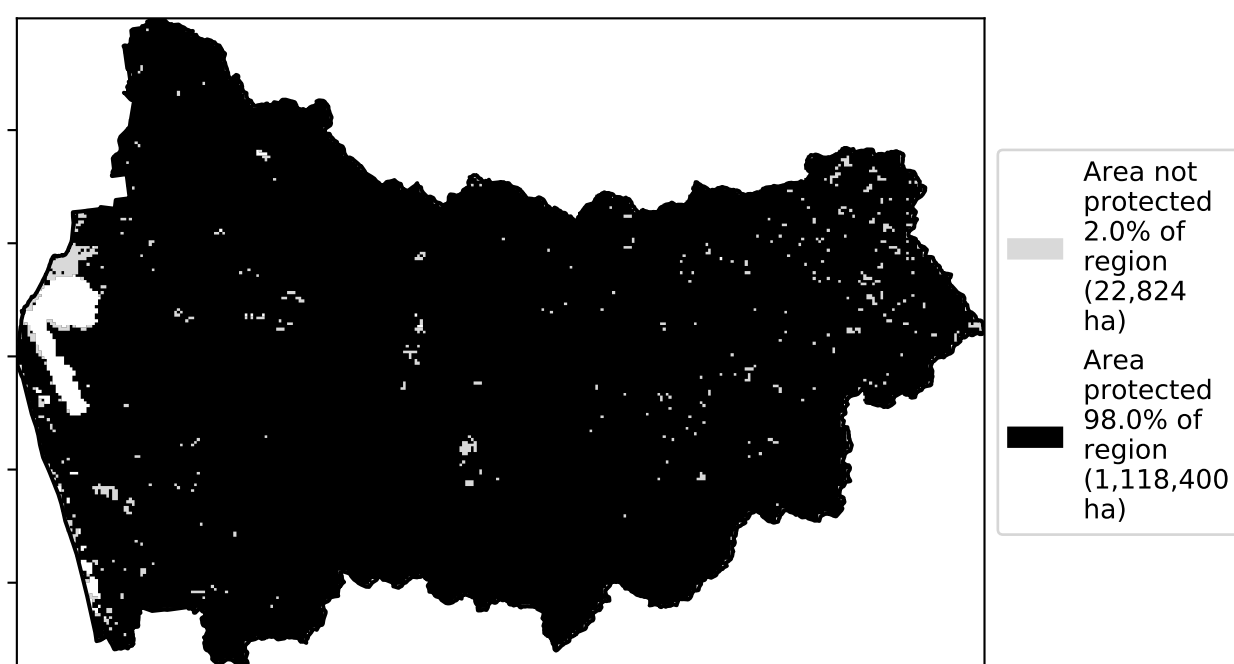 Area not
protected
2.0% of
region
(22,824
ha)
Area
protected
98.0% of
region
(1,118,400
ha)